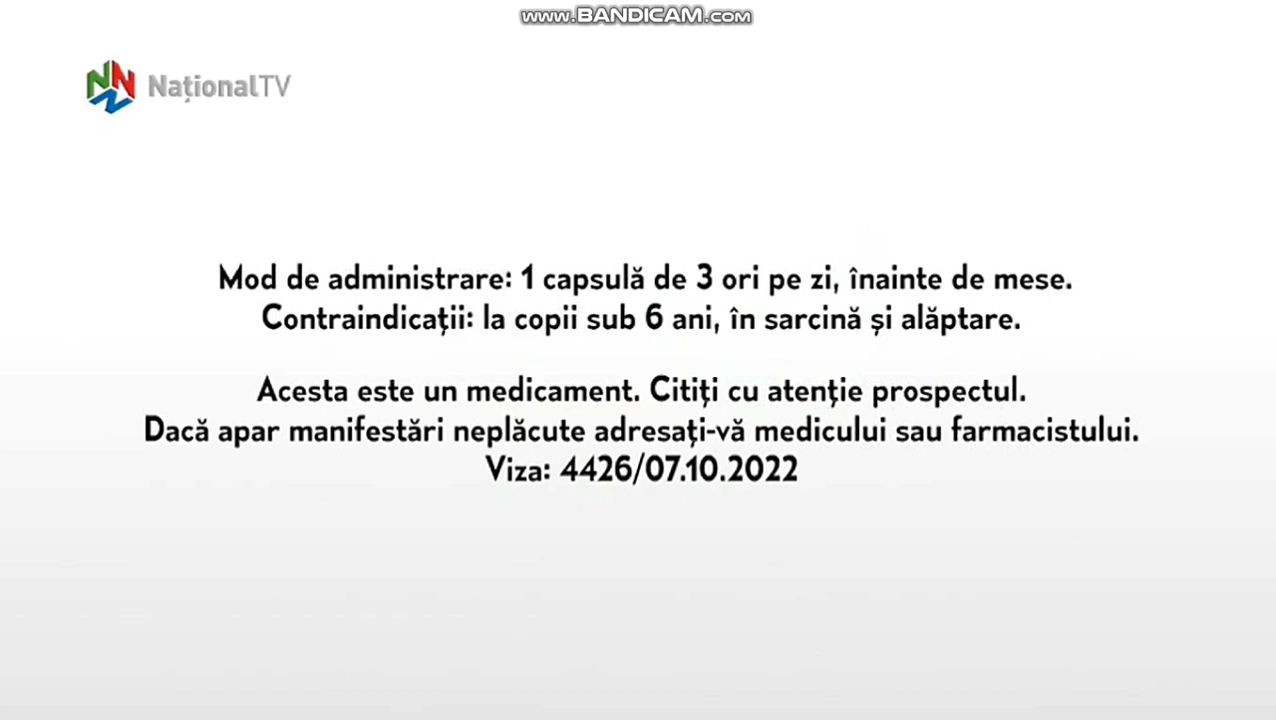 www.BANDICAM.com
NaționalTV
Mod de administrare: 1 capsulă de 3 ori pe zi, înainte de mese.
Contraindicații: la copii sub 6 ani, în sarcină și alăptare.
Acesta este un medicament. Citiți cu atenție prospectul.
Dacă apar manifestări neplăcute adresați-vă medicului sau farmacistului.
Viza: 4426/07.10.2022